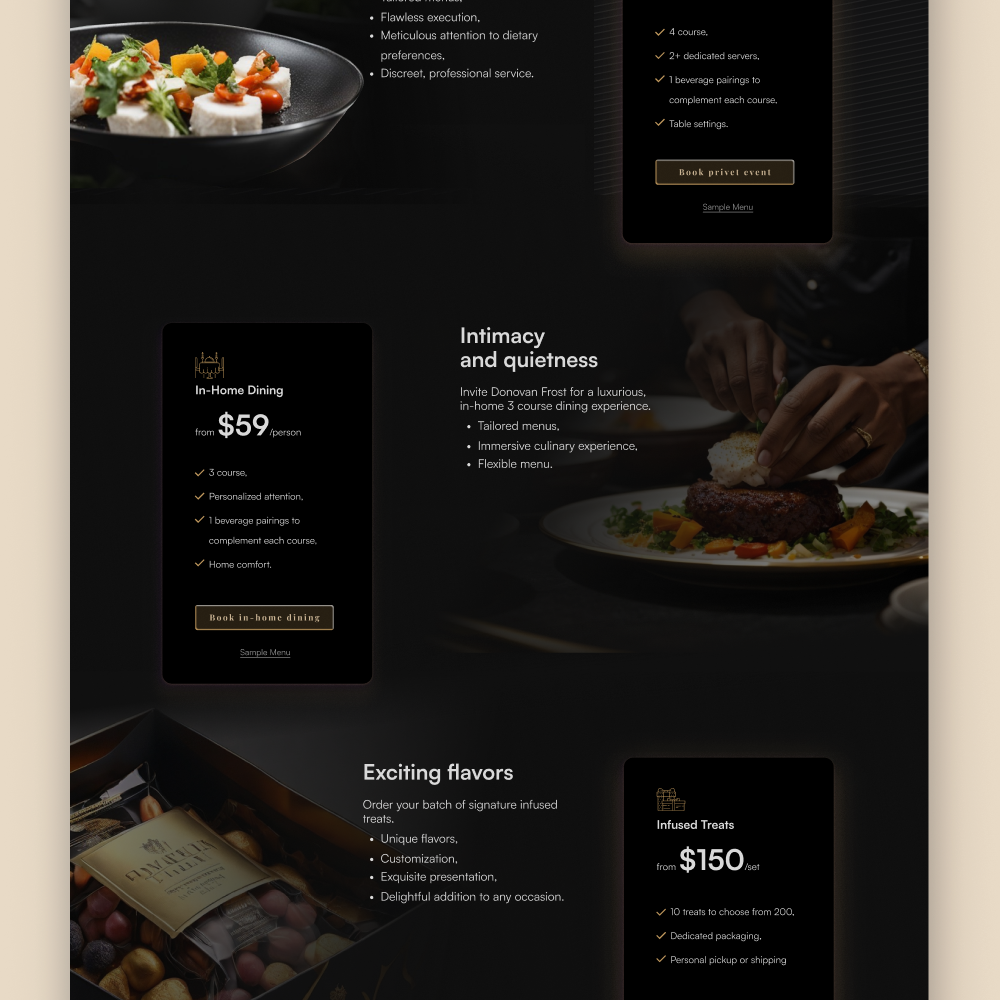 Flawless execution,
Meticulous attention to dietary
preferences,
Discreet, professional service.
4 course,
2+ dedicated servers,
1 beverage pairings to
complement each course,
Table settings.
Book privet event
Sample Menu
In-Home Dining
from $59/person
3 course,
Personalized attention,
1 beverage pairings to
complement each course,
Home comfort.
Book in-home dining
Sample Menu
Intimacy
and quietness
Invite Donovan Frost for a luxurious,
in-home 3 course dining experience.
Tailored menus,
Immersive culinary experience,
Flexible menu.
Exciting flavors
Order your batch of signature infused
treats.
Unique flavors,
Customization,
Exquisite presentation,
Delightful addition to any occasion.
Infused Treats
from $150/set
10 treats to choose from 200,
Dedicated packaging,
Personal pickup or shipping